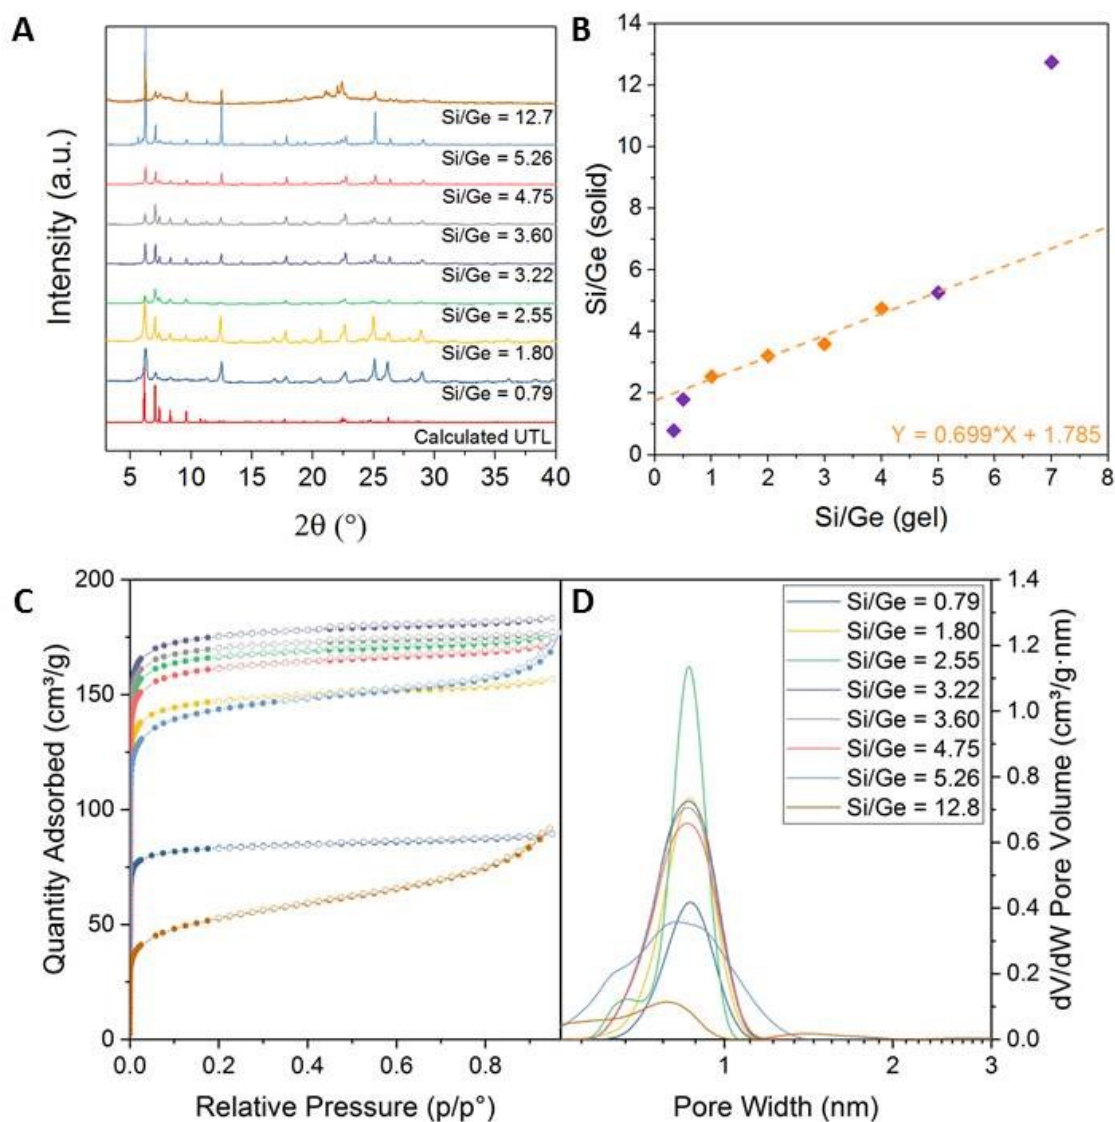 A
Intensity (a.u.)
Si/Ge = 12.7
Si/Ge = 5.26
Si/Ge = 4.75
Si/Ge = 3.60
Si/Ge = 3.22
Si/Ge = 2.55
Si/Ge = 1.80
Si/Ge = 0.79
Calculated UTL
5 10 15 20 25 30 35 40
2θ (°)
B
Si/Ge (solid)
14
12
10
8
6
4
2
0
Y = 0.699*X + 1.785
0 1 2 3 4 5 6 7 8
Si/Ge (gel)
C
Quantity Adsorbed (cm³/g)
200
150
100
50
0
0.0 0.2 0.4 0.6 0.8
Relative Pressure (p/p°)
D
Si/Ge = 0.79
Si/Ge = 1.80
Si/Ge = 2.55
Si/Ge = 3.22
Si/Ge = 3.60
Si/Ge = 4.75
Si/Ge = 5.26
Si/Ge = 12.8
1.4
1.2
1.0
0.8
0.6
0.4
0.2
0.0
dV/dW Pore Volume (cm³/g·nm)
1 2 3
Pore Width (nm)